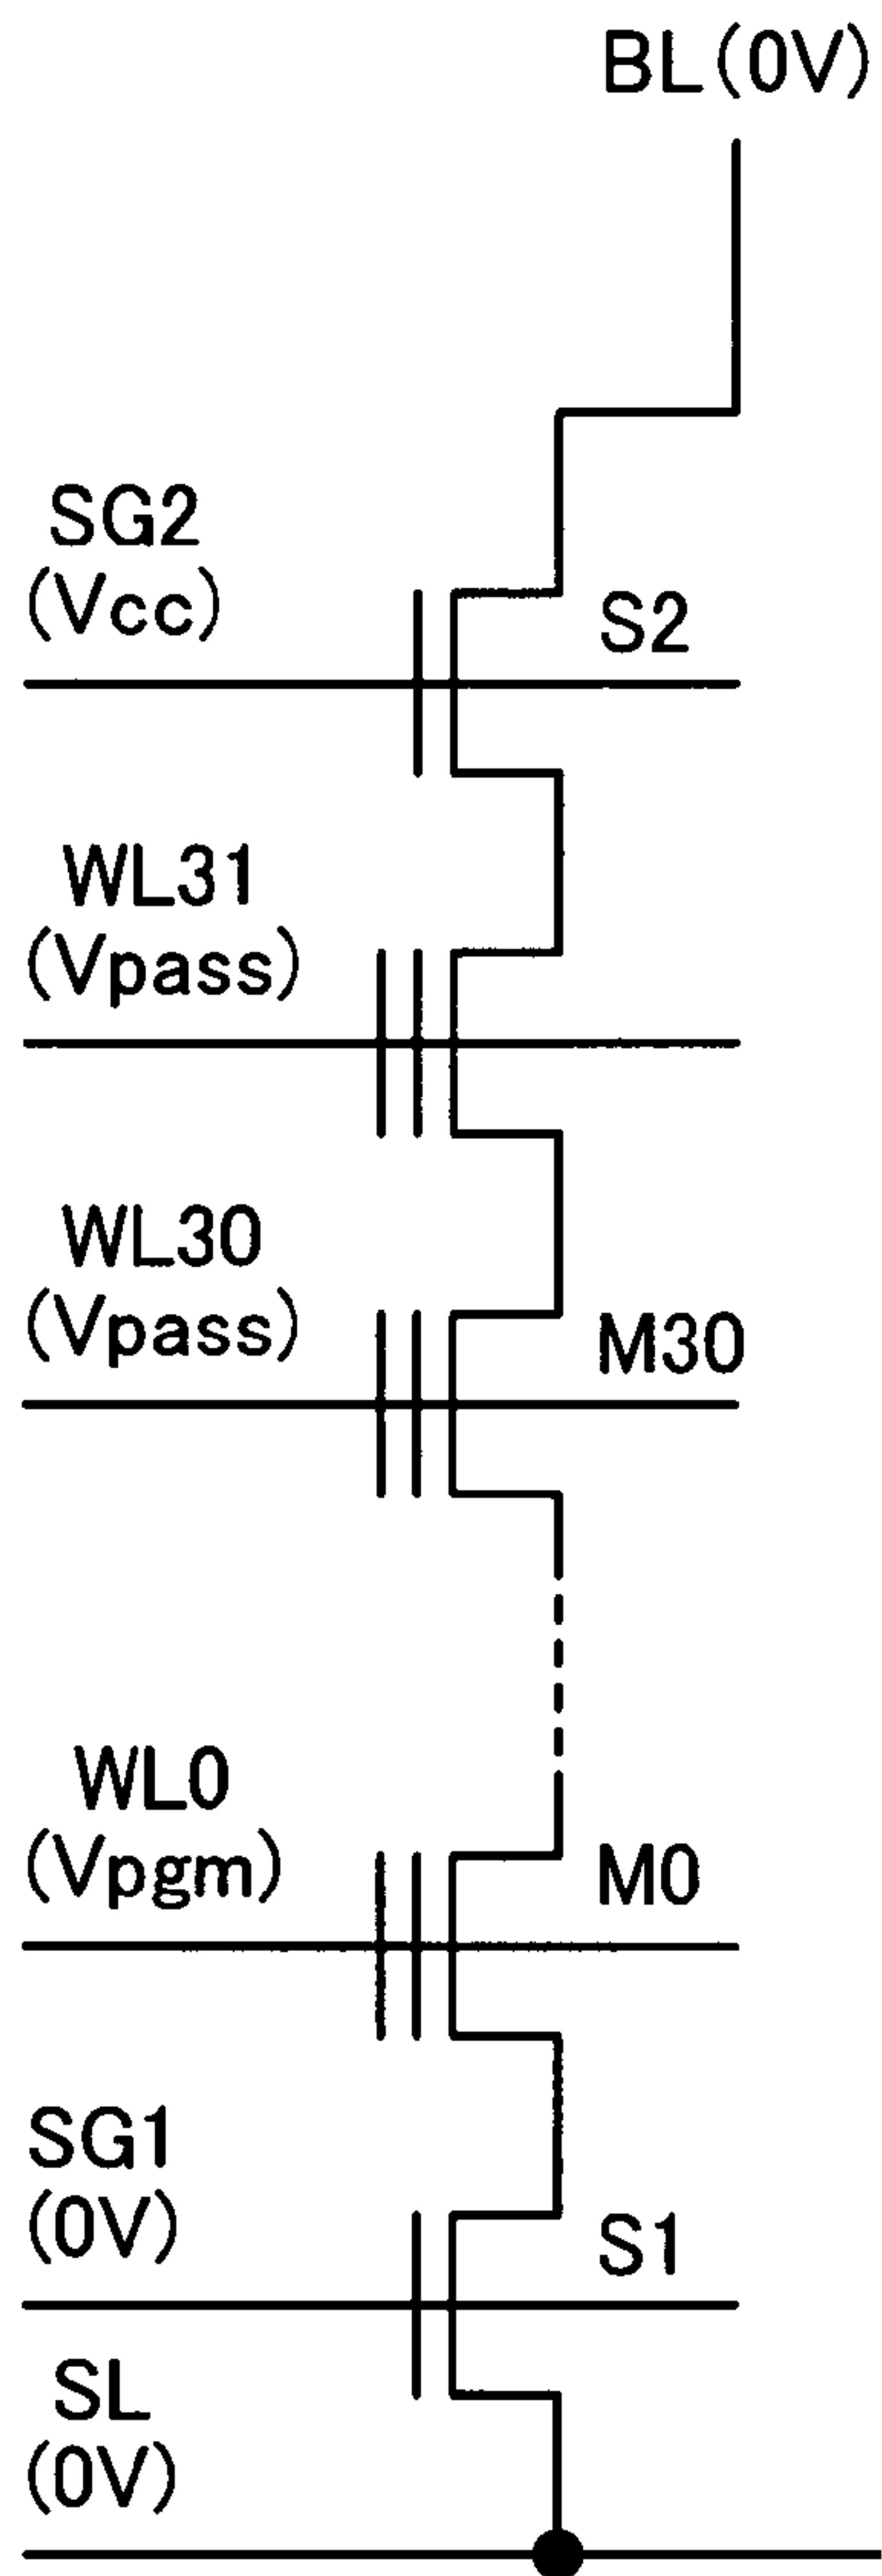 BL(0V)
SG2
(Vcc)
S2
WL31
(Vpass)
WL30
(Vpass)
M30
WL0
(Vpgm)
M0
SG1
(0V)
S1
SL
(0V)